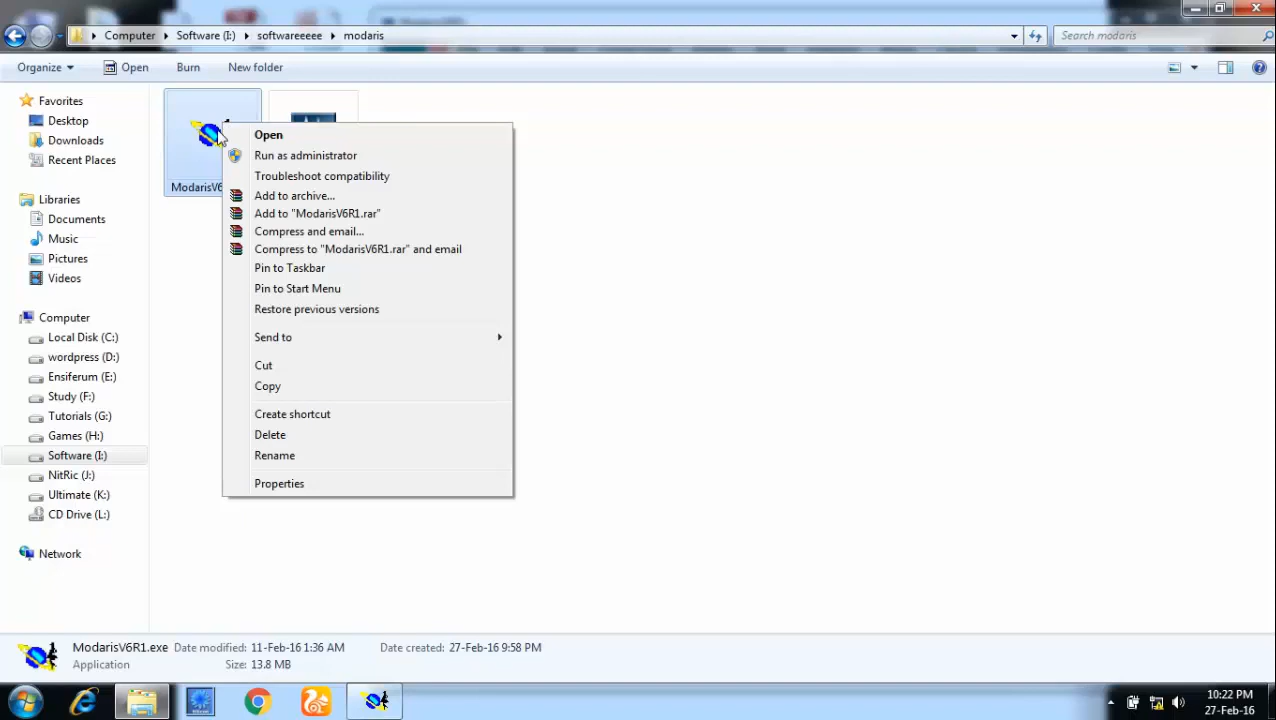 Computer Software (I:) softwareeeee modaris
Search modaris
Organize Open Burn New folder
Favorites
Desktop
Downloads
Recent Places
Libraries
Documents
Music
Pictures
Videos
Computer
Local Disk (C:)
wordpress (D:)
Ensiferum (E:)
Study (F:)
Tutorials (G:)
Games (H:)
Software (I:)
NitRic (J:)
Ultimate (K:)
CD Drive (L:)
Network
ModarisV6
Open
Run as administrator
Troubleshoot compatibility
Add to archive...
Add to "ModarisV6R1.rar"
Compress and email...
Compress to "ModarisV6R1.rar" and email
Pin to Taskbar
Pin to Start Menu
Restore previous versions
Send to
Cut
Copy
Create shortcut
Delete
Rename
Properties
ModarisV6R1.exe Date modified: 11-Feb-16 1:36 AM Date created: 27-Feb-16 9:58 PM
Application Size: 13.8 MB
10:22 PM
27-Feb-16